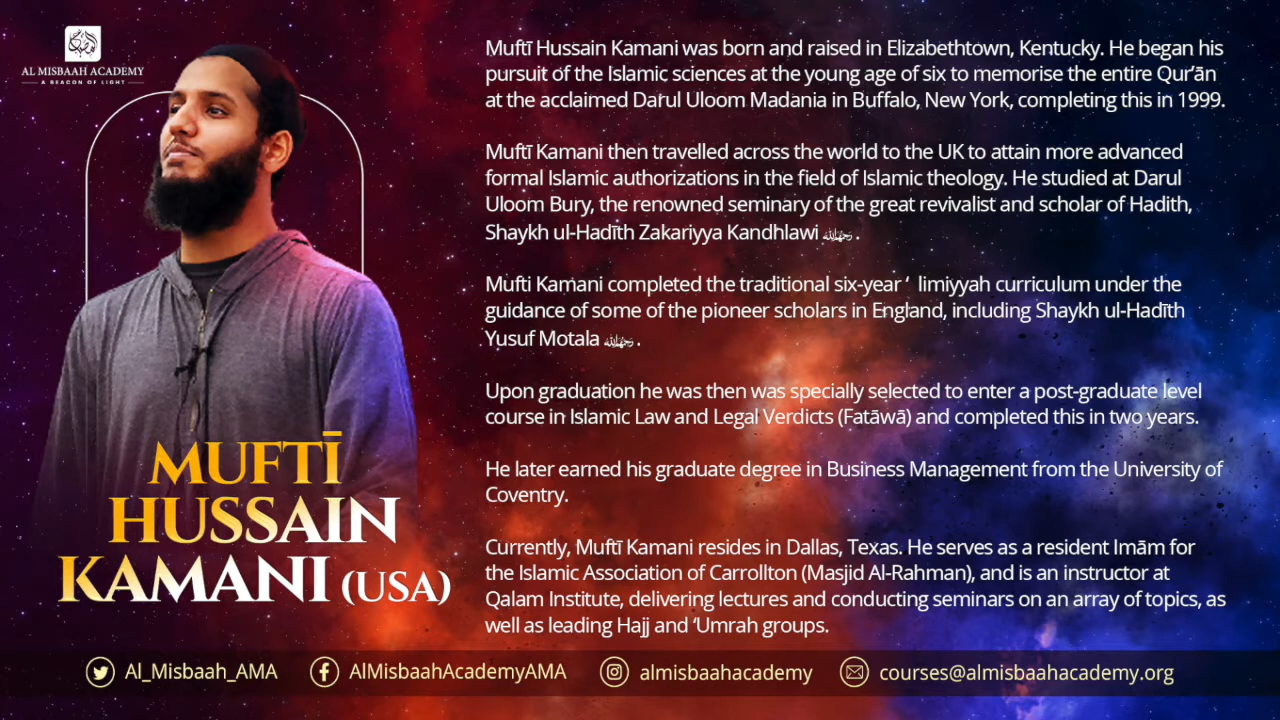 AL MISBAAH ACADEMY
A BEACON OF LIGHT
MUFTĪ
HUSSAIN
KAMANI (USA)
Muftī Hussain Kamani was born and raised in Elizabethtown, Kentucky. He began his
pursuit of the Islamic sciences at the young age of six to memorise the entire Qur’ān
at the acclaimed Darul Uloom Madania in Buffalo, New York, completing this in 1999.
Muftī Kamani then travelled across the world to the UK to attain more advanced
formal Islamic authorizations in the field of Islamic theology. He studied at Darul
Uloom Bury, the renowned seminary of the great revivalist and scholar of Hadith,
Shaykh ul-Hadīth Zakariyya Kandhlawi رحمه الله .
Mufti Kamani completed the traditional six-year ‘ limiyyah curriculum under the
guidance of some of the pioneer scholars in England, including Shaykh ul-Hadīth
Yusuf Motala رحمه الله .
Upon graduation he was then was specially selected to enter a post-graduate level
course in Islamic Law and Legal Verdicts (Fatāwā) and completed this in two years.
He later earned his graduate degree in Business Management from the University of
Coventry.
Currently, Muftī Kamani resides in Dallas, Texas. He serves as a resident Imām for
the Islamic Association of Carrollton (Masjid Al-Rahman), and is an instructor at
Qalam Institute, delivering lectures and conducting seminars on an array of topics, as
well as leading Hajj and ‘Umrah groups.
Al_Misbaah_AMA
AlMisbaahAcademyAMA
almisbaahacademy
courses@almisbaahacademy.org